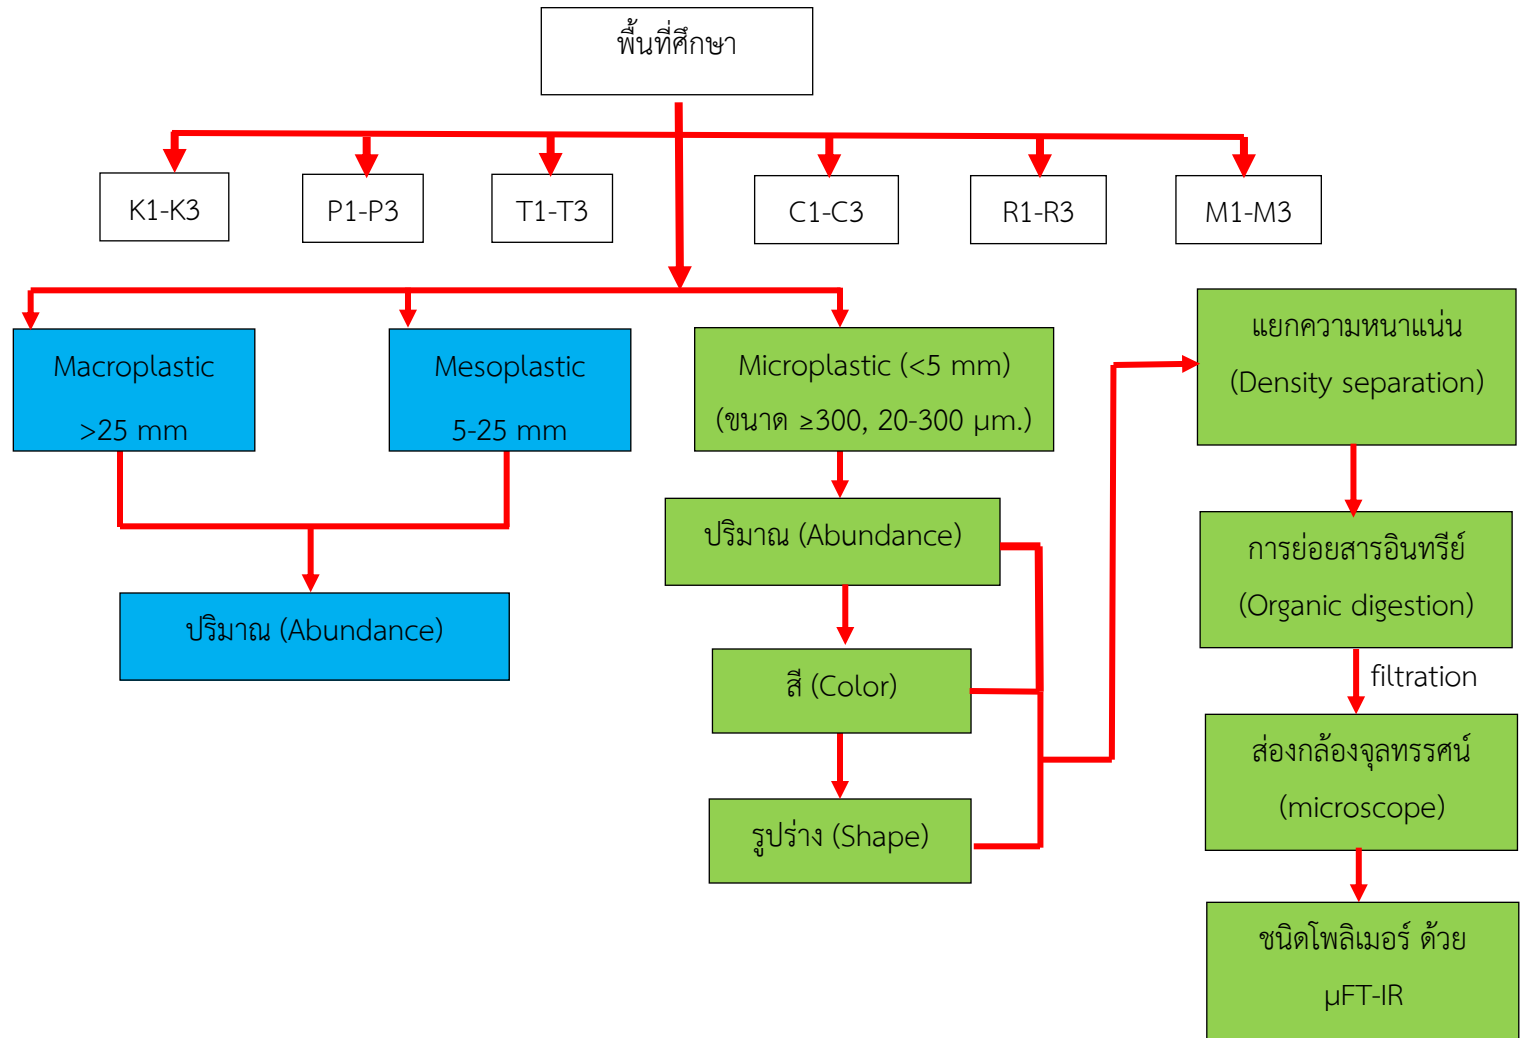 พื้นที่ศึกษา
K1-K3
P1-P3
T1-T3
C1-C3
R1-R3
M1-M3
Macroplastic
>25 mm
Mesoplastic
5-25 mm
Microplastic (<5 mm)
(ขนาด ≥300, 20-300 µm.)
ปริมาณ (Abundance)
ปริมาณ (Abundance)
สี (Color)
รูปร่าง (Shape)
แยกความหนาแน่น
(Density separation)
การย่อยสารอินทรีย์
(Organic digestion)
filtration
ส่องกล้องจุลทรรศน์
(microscope)
ชนิดโพลิเมอร์ ด้วย
µFT-IR